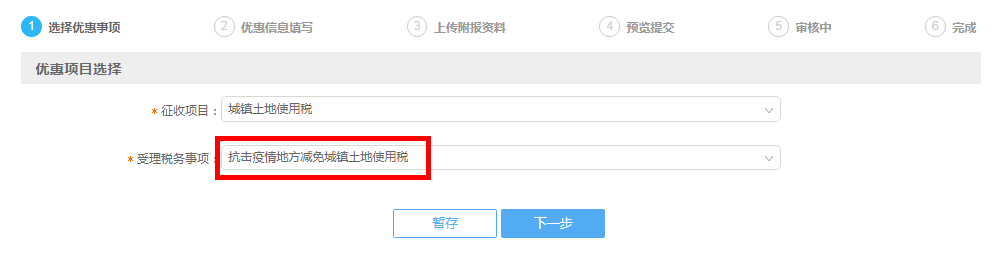 1 选择优惠事项 2 优惠信息填写 3 上传附报资料 4 预览提交 5 审核中 6 完成
优惠项目选择
* 征收项目： 城镇土地使用税
* 受理税务事项： 抗击疫情地方减免城镇土地使用税
暂存 下一步